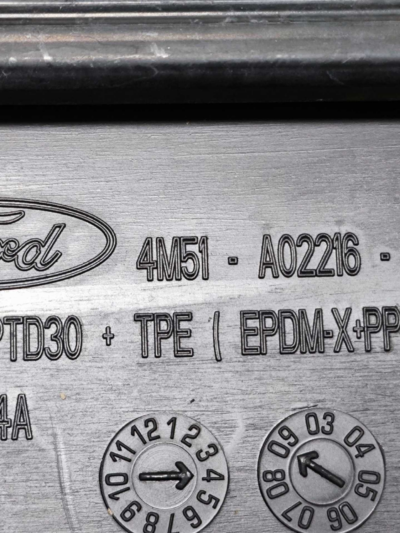 Ford 4M51 - A02216 -
PTD30 + TPE ( EPDM-X+PP
4A
12 1 2 3 4 5 6 7 8 9 10 11
03 04 05 06 07 08 09